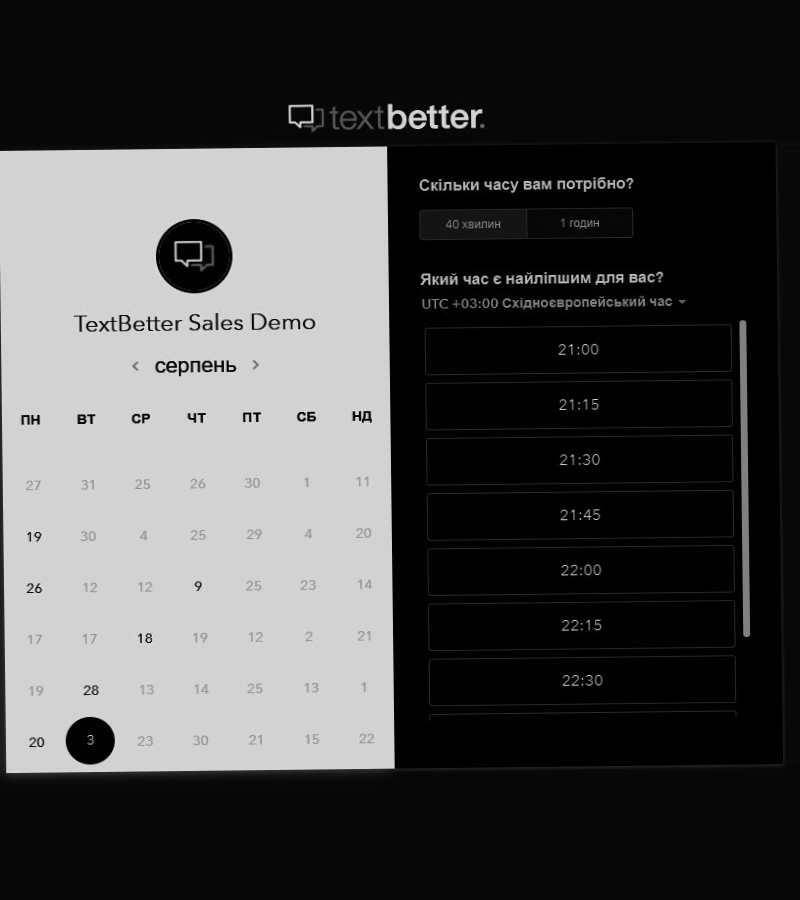 textbetter.
TextBetter Sales Demo
серпень
ПН ВТ СР ЧТ ПТ СБ НД
27 31 25 26 30 1 11
19 30 4 25 29 4 20
26 12 12 9 25 23 14
17 17 18 19 12 2 21
19 28 13 14 25 13 1
20 3 23 30 21 15 22
Скільки часу вам потрібно?
40 хвилин 1 годин
Який час є найліпшим для вас?
UTC +03:00 Східноєвропейський час
21:00
21:15
21:30
21:45
22:00
22:15
22:30